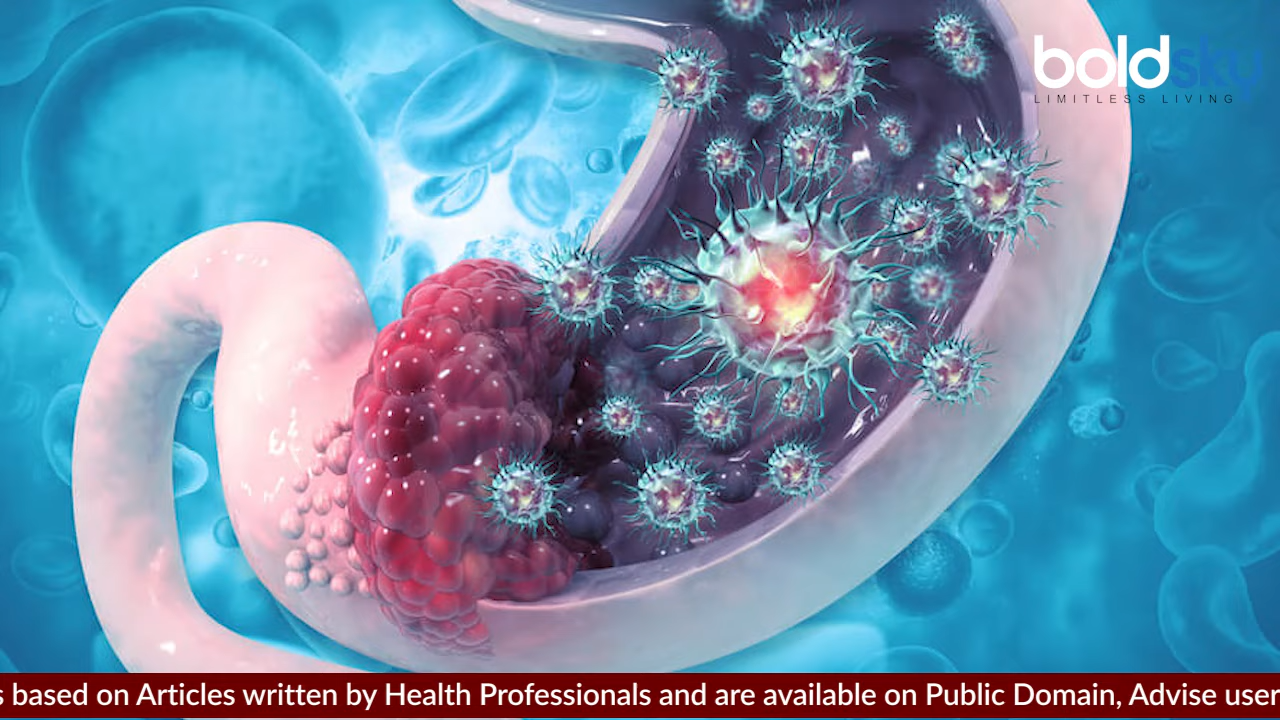 boldsky
LIMITLESS LIVING
s based on Articles written by Health Professionals and are available on Public Domain, Advise user